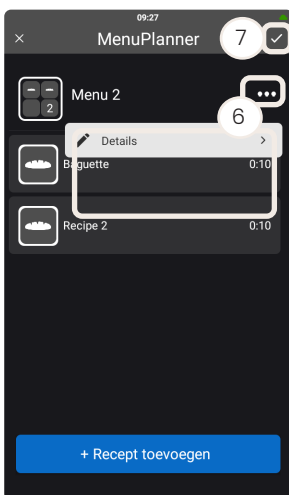 09:27
× MenuPlanner 7
2 Menu 2
6
Details >
Baguette 0:10
Recipe 2 0:10
+ Recept toevoegen